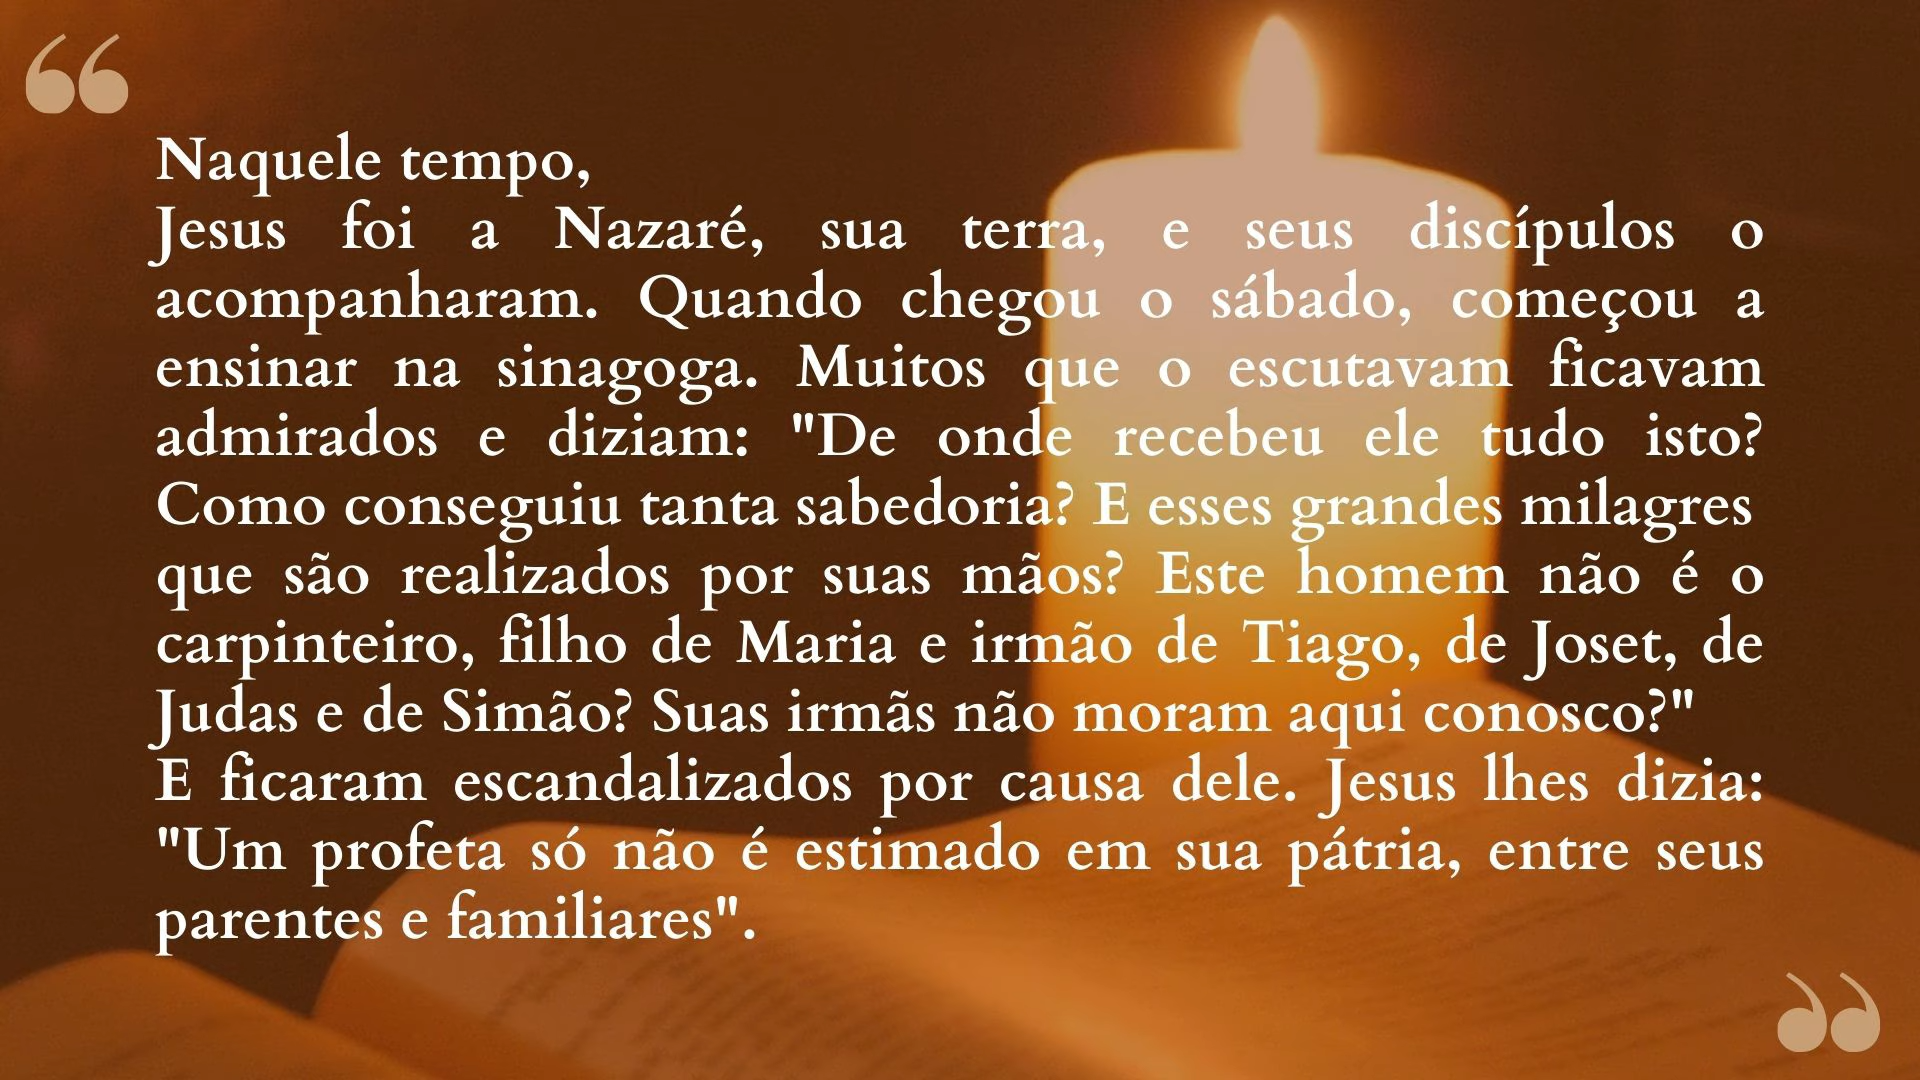 Naquele tempo,
Jesus foi a Nazaré, sua terra, e seus discípulos o
acompanharam. Quando chegou o sábado, começou a
ensinar na sinagoga. Muitos que o escutavam ficavam
admirados e diziam: "De onde recebeu ele tudo isto?
Como conseguiu tanta sabedoria? E esses grandes milagres
que são realizados por suas mãos? Este homem não é o
carpinteiro, filho de Maria e irmão de Tiago, de Joset, de
Judas e de Simão? Suas irmãs não moram aqui conosco?"
E ficaram escandalizados por causa dele. Jesus lhes dizia:
"Um profeta só não é estimado em sua pátria, entre seus
parentes e familiares".